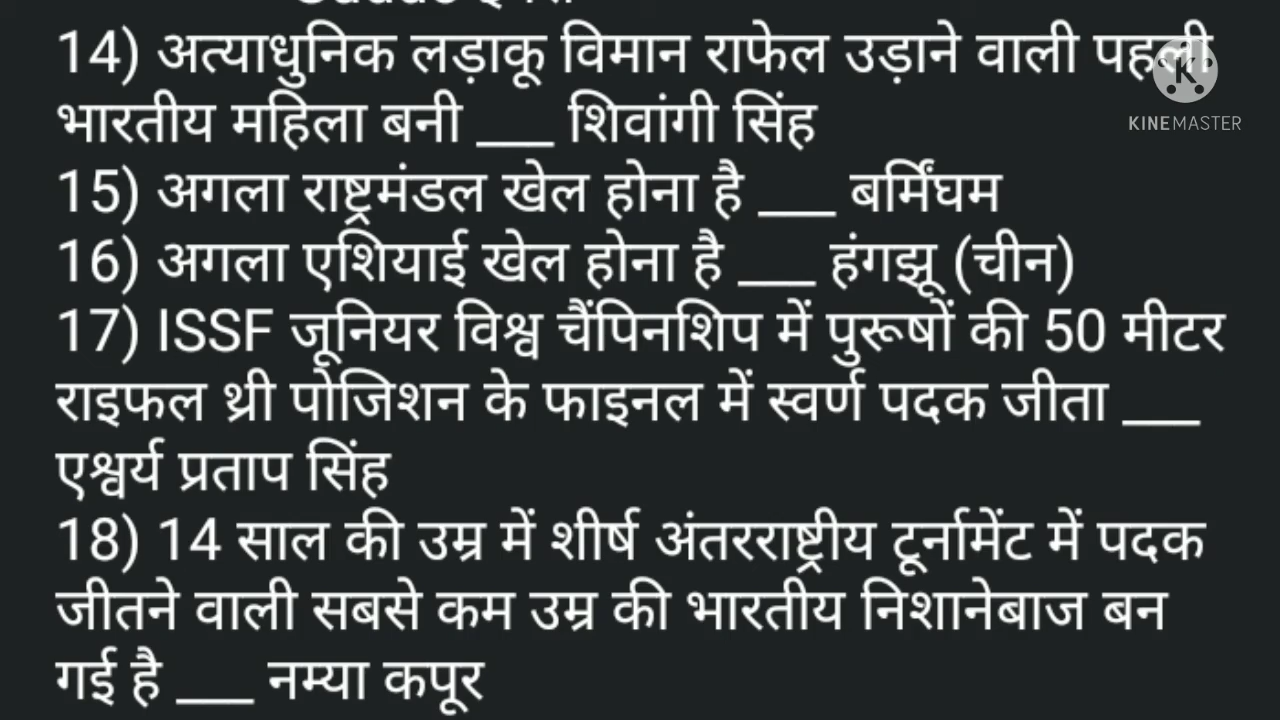 14) अत्याधुनिक लड़ाकू विमान राफेल उड़ाने वाली पहली
भारतीय महिला बनी ___ शिवांगी सिंह
15) अगला राष्ट्रमंडल खेल होना है ___ बर्मिंघम
16) अगला एशियाई खेल होना है ___ हंगझू (चीन)
17) ISSF जूनियर विश्व चैंपिनशिप में पुरूषों की 50 मीटर
राइफल थ्री पोजिशन के फाइनल में स्वर्ण पदक जीता ___
एश्वर्य प्रताप सिंह
18) 14 साल की उम्र में शीर्ष अंतरराष्ट्रीय टूर्नामेंट में पदक
जीतने वाली सबसे कम उम्र की भारतीय निशानेबाज बन
गई है ___ नम्या कपूर
K
KINEMASTER